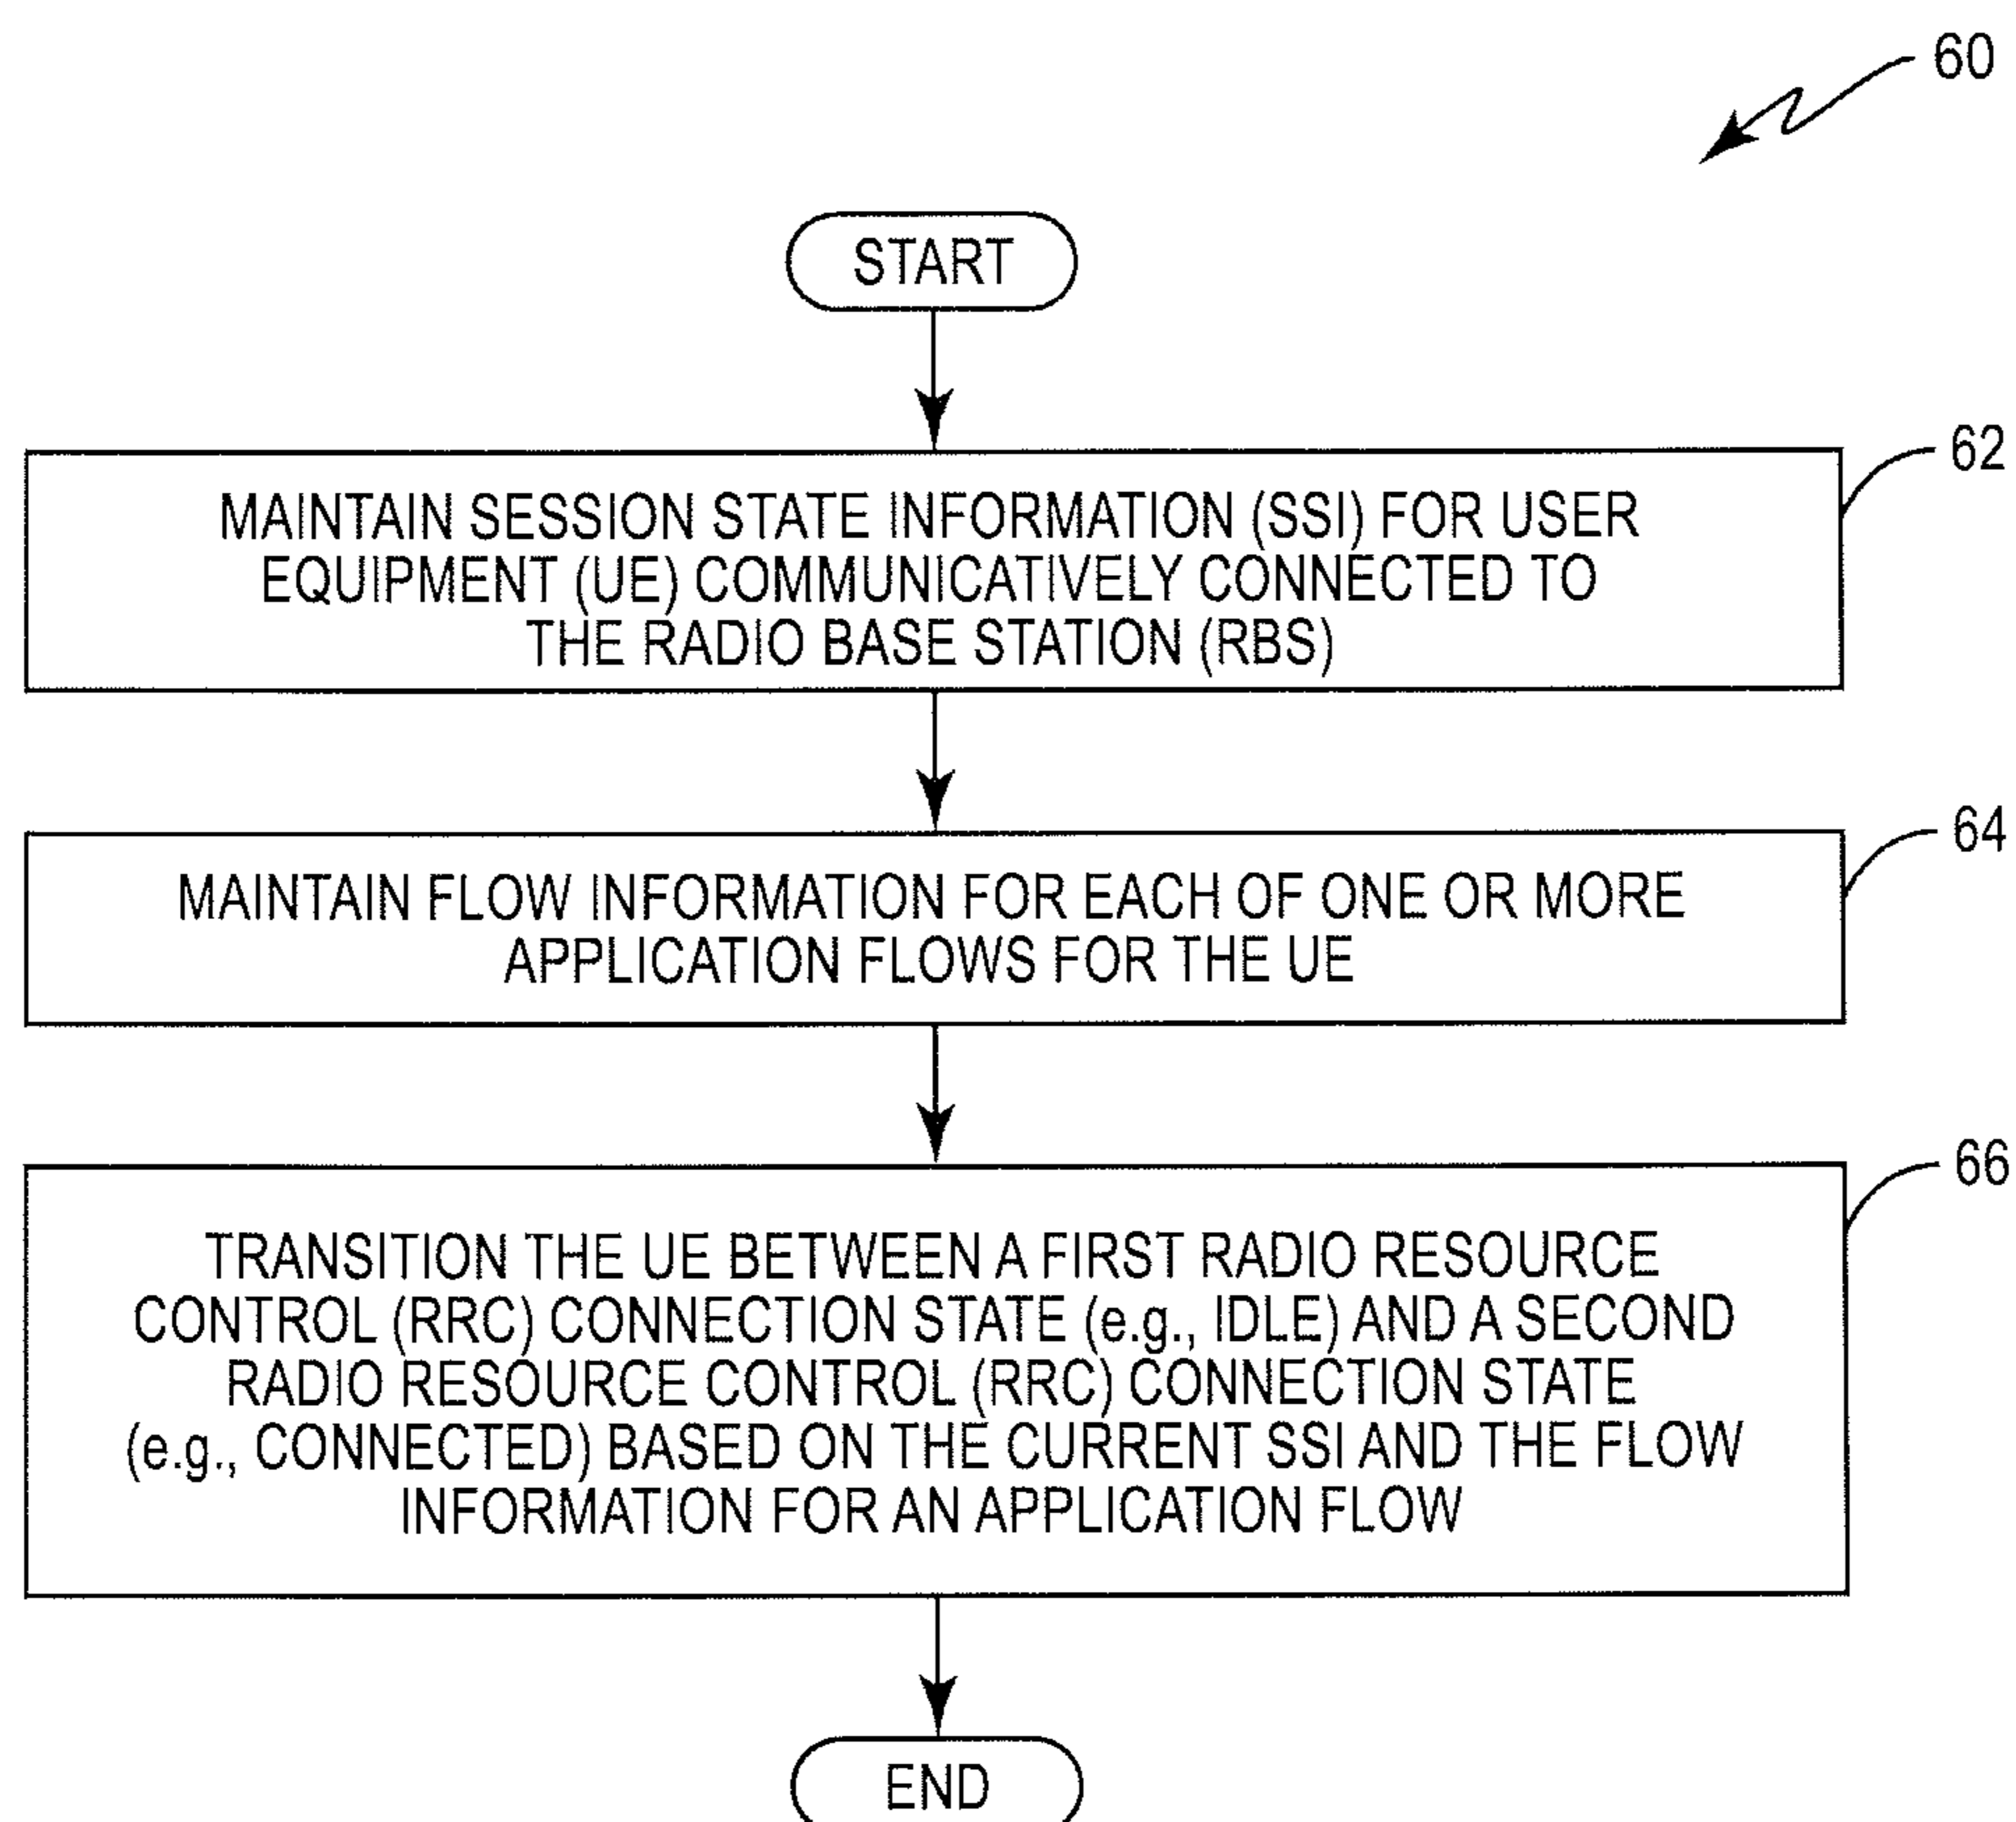 60
START
62
MAINTAIN SESSION STATE INFORMATION (SSI) FOR USER
EQUIPMENT (UE) COMMUNICATIVELY CONNECTED TO
THE RADIO BASE STATION (RBS)
64
MAINTAIN FLOW INFORMATION FOR EACH OF ONE OR MORE
APPLICATION FLOWS FOR THE UE
66
TRANSITION THE UE BETWEEN A FIRST RADIO RESOURCE
CONTROL (RRC) CONNECTION STATE (e.g., IDLE) AND A SECOND
RADIO RESOURCE CONTROL (RRC) CONNECTION STATE
(e.g., CONNECTED) BASED ON THE CURRENT SSI AND THE FLOW
INFORMATION FOR AN APPLICATION FLOW
END